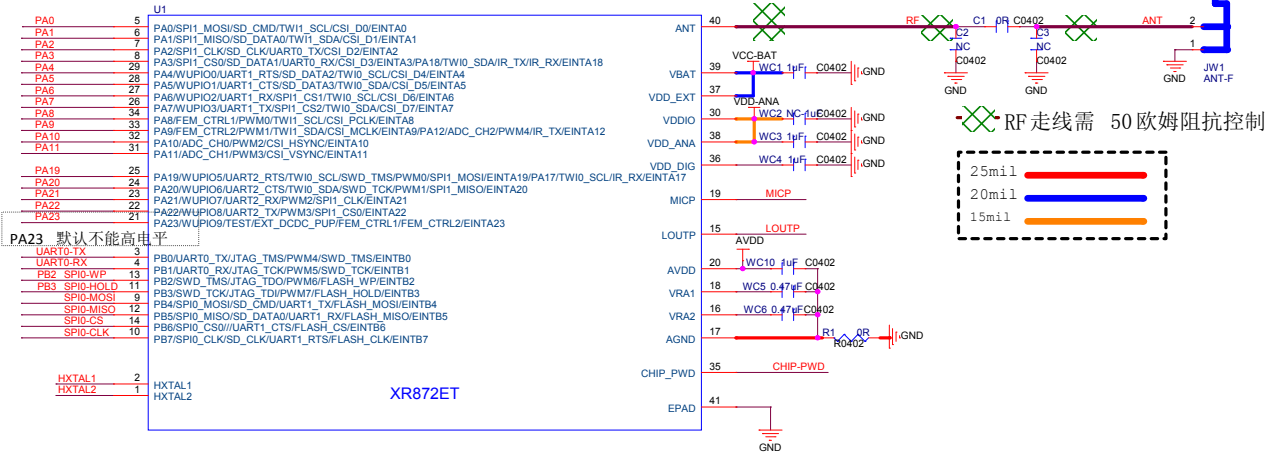 U1
PA0 5 PA0/SPI1_MOSI/SD_CMD/TWI1_SCL/CSI_D0/EINTA0
PA1 6 PA1/SPI1_MISO/SD_DATA0/TWI1_SDA/CSI_D1/EINTA1
PA2 7 PA2/SPI1_CLK/SD_CLK/UART0_TX/CSI_D2/EINTA2
PA3 8 PA3/SPI1_CS0/SD_DATA1/UART0_RX/CSI_D3/EINTA3/PA18/TWI0_SDA/IR_TX/IR_RX/EINTA18
PA4 29 PA4/WUPIO0/UART1_RTS/SD_DATA2/TWI0_SCL/CSI_D4/EINTA4
PA5 28 PA5/WUPIO1/UART1_CTS/SD_DATA3/TWI0_SDA/CSI_D5/EINTA5
PA6 27 PA6/WUPIO2/UART1_RX/SPI1_CS1/TWI0_SCL/CSI_D6/EINTA6
PA7 26 PA7/WUPIO3/UART1_TX/SPI1_CS2/TWI0_SDA/CSI_D7/EINTA7
PA8 34 PA8/FEM_CTRL1/PWM0/TWI1_SCL/CSI_PCLK/EINTA8
PA9 33 PA9/FEM_CTRL2/PWM1/TWI1_SDA/CSI_MCLK/EINTA9/PA12/ADC_CH2/PWM4/IR_TX/EINTA12
PA10 32 PA10/ADC_CH0/PWM2/CSI_HSYNC/EINTA10
PA11 31 PA11/ADC_CH1/PWM3/CSI_VSYNC/EINTA11
PA19 25 PA19/WUPIO5/UART2_RTS/TWI0_SCL/SWD_TMS/PWM0/SPI1_MOSI/EINTA19/PA17/TWI0_SCL/IR_RX/EINTA17
PA20 24 PA20/WUPIO6/UART2_CTS/TWI0_SDA/SWD_TCK/PWM1/SPI1_MISO/EINTA20
PA21 23 PA21/WUPIO7/UART2_RX/PWM2/SPI1_CLK/EINTA21
PA22 22 PA22/WUPIO8/UART2_TX/PWM3/SPI1_CS0/EINTA22
PA23 21 PA23/WUPIO9/TEST/EXT_DCDC_PUP/FEM_CTRL1/FEM_CTRL2/EINTA23
PA23 默认不能高电平
UART0-TX 3 PB0/UART0_TX/JTAG_TMS/PWM4/SWD_TMS/EINTB0
UART0-RX 4 PB1/UART0_RX/JTAG_TCK/PWM5/SWD_TCK/EINTB1
PB2 SPI0-WP 13 PB2/SWD_TMS/JTAG_TDO/PWM6/FLASH_WP/EINTB2
PB3 SPI0-HOLD 11 PB3/SWD_TCK/JTAG_TDI/PWM7/FLASH_HOLD/EINTB3
SPI0-MOSI 9 PB4/SPI0_MOSI/SD_CMD/UART1_TX/FLASH_MOSI/EINTB4
SPI0-MISO 12 PB5/SPI0_MISO/SD_DATA0/UART1_RX/FLASH_MISO/EINTB5
SPI0-CS 14 PB6/SPI0_CS0///UART1_CTS/FLASH_CS/EINTB6
SPI0-CLK 10 PB7/SPI0_CLK/SD_CLK/UART1_RTS/FLASH_CLK/EINTB7
HXTAL1 2 HXTAL1
HXTAL2 1 HXTAL2
XR872ET
ANT 40 RF C1 0R C0402 ANT 2
C2 NC C0402 GND
C3 NC C0402 GND
1 GND
JW1
ANT-F
VCC-BAT
VBAT 39 WC1 1uF C0402 GND
VDD_EXT 37
VDD-ANA
VDDIO 30 WC2 NC-1uF C0402 GND
VDD_ANA 38 WC3 1uF C0402 GND
VDD_DIG 36 WC4 1uF C0402 GND
MICP 19 MICP
LOUTP 15 LOUTP
AVDD
AVDD 20 WC10 1uF C0402
VRA1 18 WC5 0.47uF C0402
VRA2 16 WC6 0.47uF C0402
AGND 17 R1 0R R0402 GND
CHIP_PWD 35 CHIP-PWD
EPAD 41
GND
RF走线需 50欧姆阻抗控制
25mil
20mil
15mil